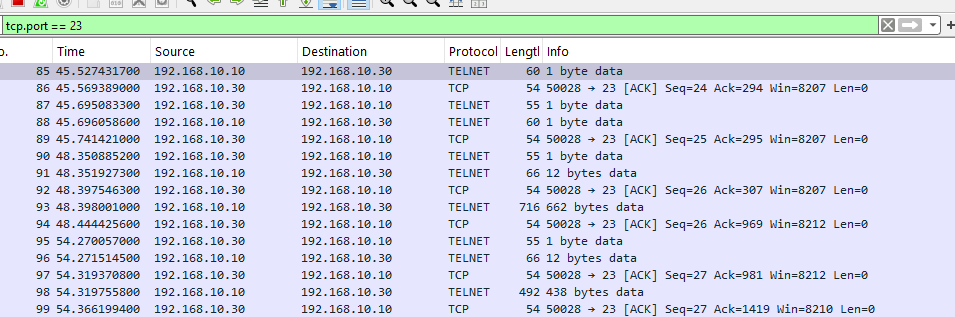 tcp.port == 23
o. Time Source Destination Protocol Lengtl Info
85 45.527431700 192.168.10.10 192.168.10.30 TELNET 60 1 byte data
86 45.569389000 192.168.10.30 192.168.10.10 TCP 54 50028 → 23 [ACK] Seq=24 Ack=294 Win=8207 Len=0
87 45.695083300 192.168.10.30 192.168.10.10 TELNET 55 1 byte data
88 45.696058600 192.168.10.10 192.168.10.30 TELNET 60 1 byte data
89 45.741421000 192.168.10.30 192.168.10.10 TCP 54 50028 → 23 [ACK] Seq=25 Ack=295 Win=8207 Len=0
90 48.350885200 192.168.10.30 192.168.10.10 TELNET 55 1 byte data
91 48.351927300 192.168.10.10 192.168.10.30 TELNET 66 12 bytes data
92 48.397546300 192.168.10.30 192.168.10.10 TCP 54 50028 → 23 [ACK] Seq=26 Ack=307 Win=8207 Len=0
93 48.398001000 192.168.10.10 192.168.10.30 TELNET 716 662 bytes data
94 48.444425600 192.168.10.30 192.168.10.10 TCP 54 50028 → 23 [ACK] Seq=26 Ack=969 Win=8212 Len=0
95 54.270057000 192.168.10.30 192.168.10.10 TELNET 55 1 byte data
96 54.271514500 192.168.10.10 192.168.10.30 TELNET 66 12 bytes data
97 54.319370800 192.168.10.30 192.168.10.10 TCP 54 50028 → 23 [ACK] Seq=27 Ack=981 Win=8212 Len=0
98 54.319755800 192.168.10.10 192.168.10.30 TELNET 492 438 bytes data
99 54.366199400 192.168.10.30 192.168.10.10 TCP 54 50028 → 23 [ACK] Seq=27 Ack=1419 Win=8210 Len=0